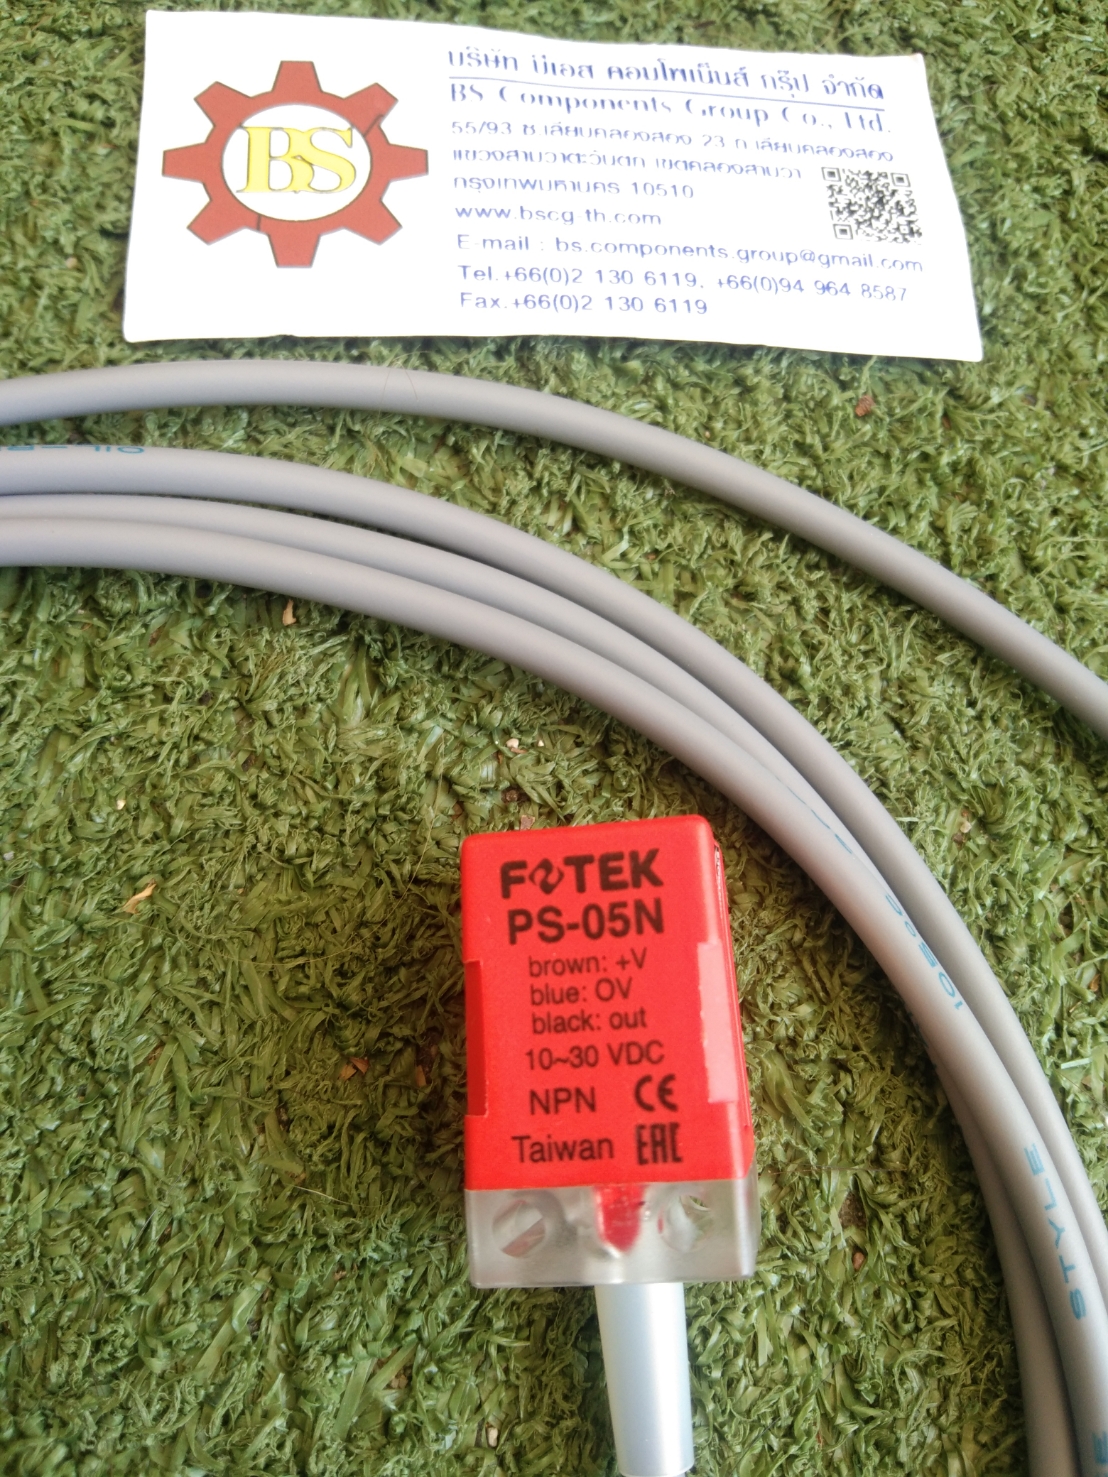 BS
บริษัท บีเอส คอมโพเน็นส์ กรุ๊ป จำกัด
BS Components Group Co., Ltd.
55/93 ซ.เลียบคลองสอง 23 ถ.เลียบคลองสอง
แขวงสามวาตะวันตก เขตคลองสามวา
กรุงเทพมหานคร 10510
www.bscg-th.com
E-mail : bs.components.group@gmail.com
Tel.+66(0)2 130 6119, +66(0)94 964 8587
Fax.+66(0)2 130 6119
OIL-R
STYLE
FOTEK
PS-05N
brown: +V
blue: OV
black: out
10~30 VDC
NPN CE
Taiwan EAC